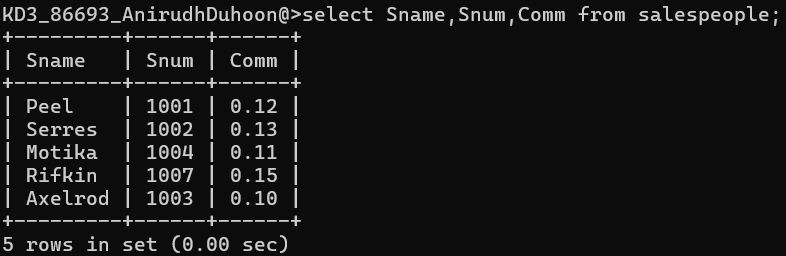 KD3_86693_AnirudhDuhoon@>select Sname,Snum,Comm from salespeople;
+----------+------+------+
| Sname    | Snum | Comm |
+----------+------+------+
| Peel     | 1001 | 0.12 |
| Serres   | 1002 | 0.13 |
| Motika   | 1004 | 0.11 |
| Rifkin   | 1007 | 0.15 |
| Axelrod | 1003 | 0.10 |
+----------+------+------+
5 rows in set (0.00 sec)